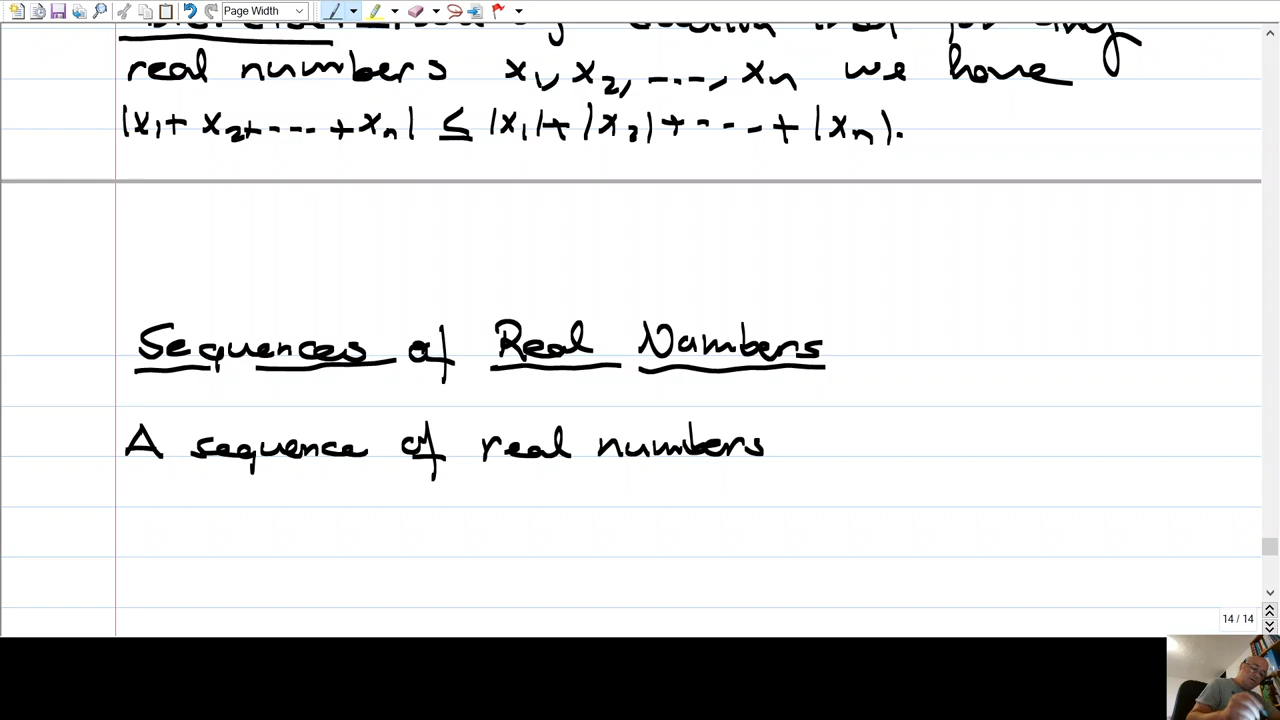 Page Width
real numbers x₁, x₂, ..., xₙ we have
|x₁ + x₂ + ... + xₙ| ≤ |x₁| + |x₂| + ... + |xₙ|.
Sequences of Real Numbers
A sequence of real numbers
14 / 14